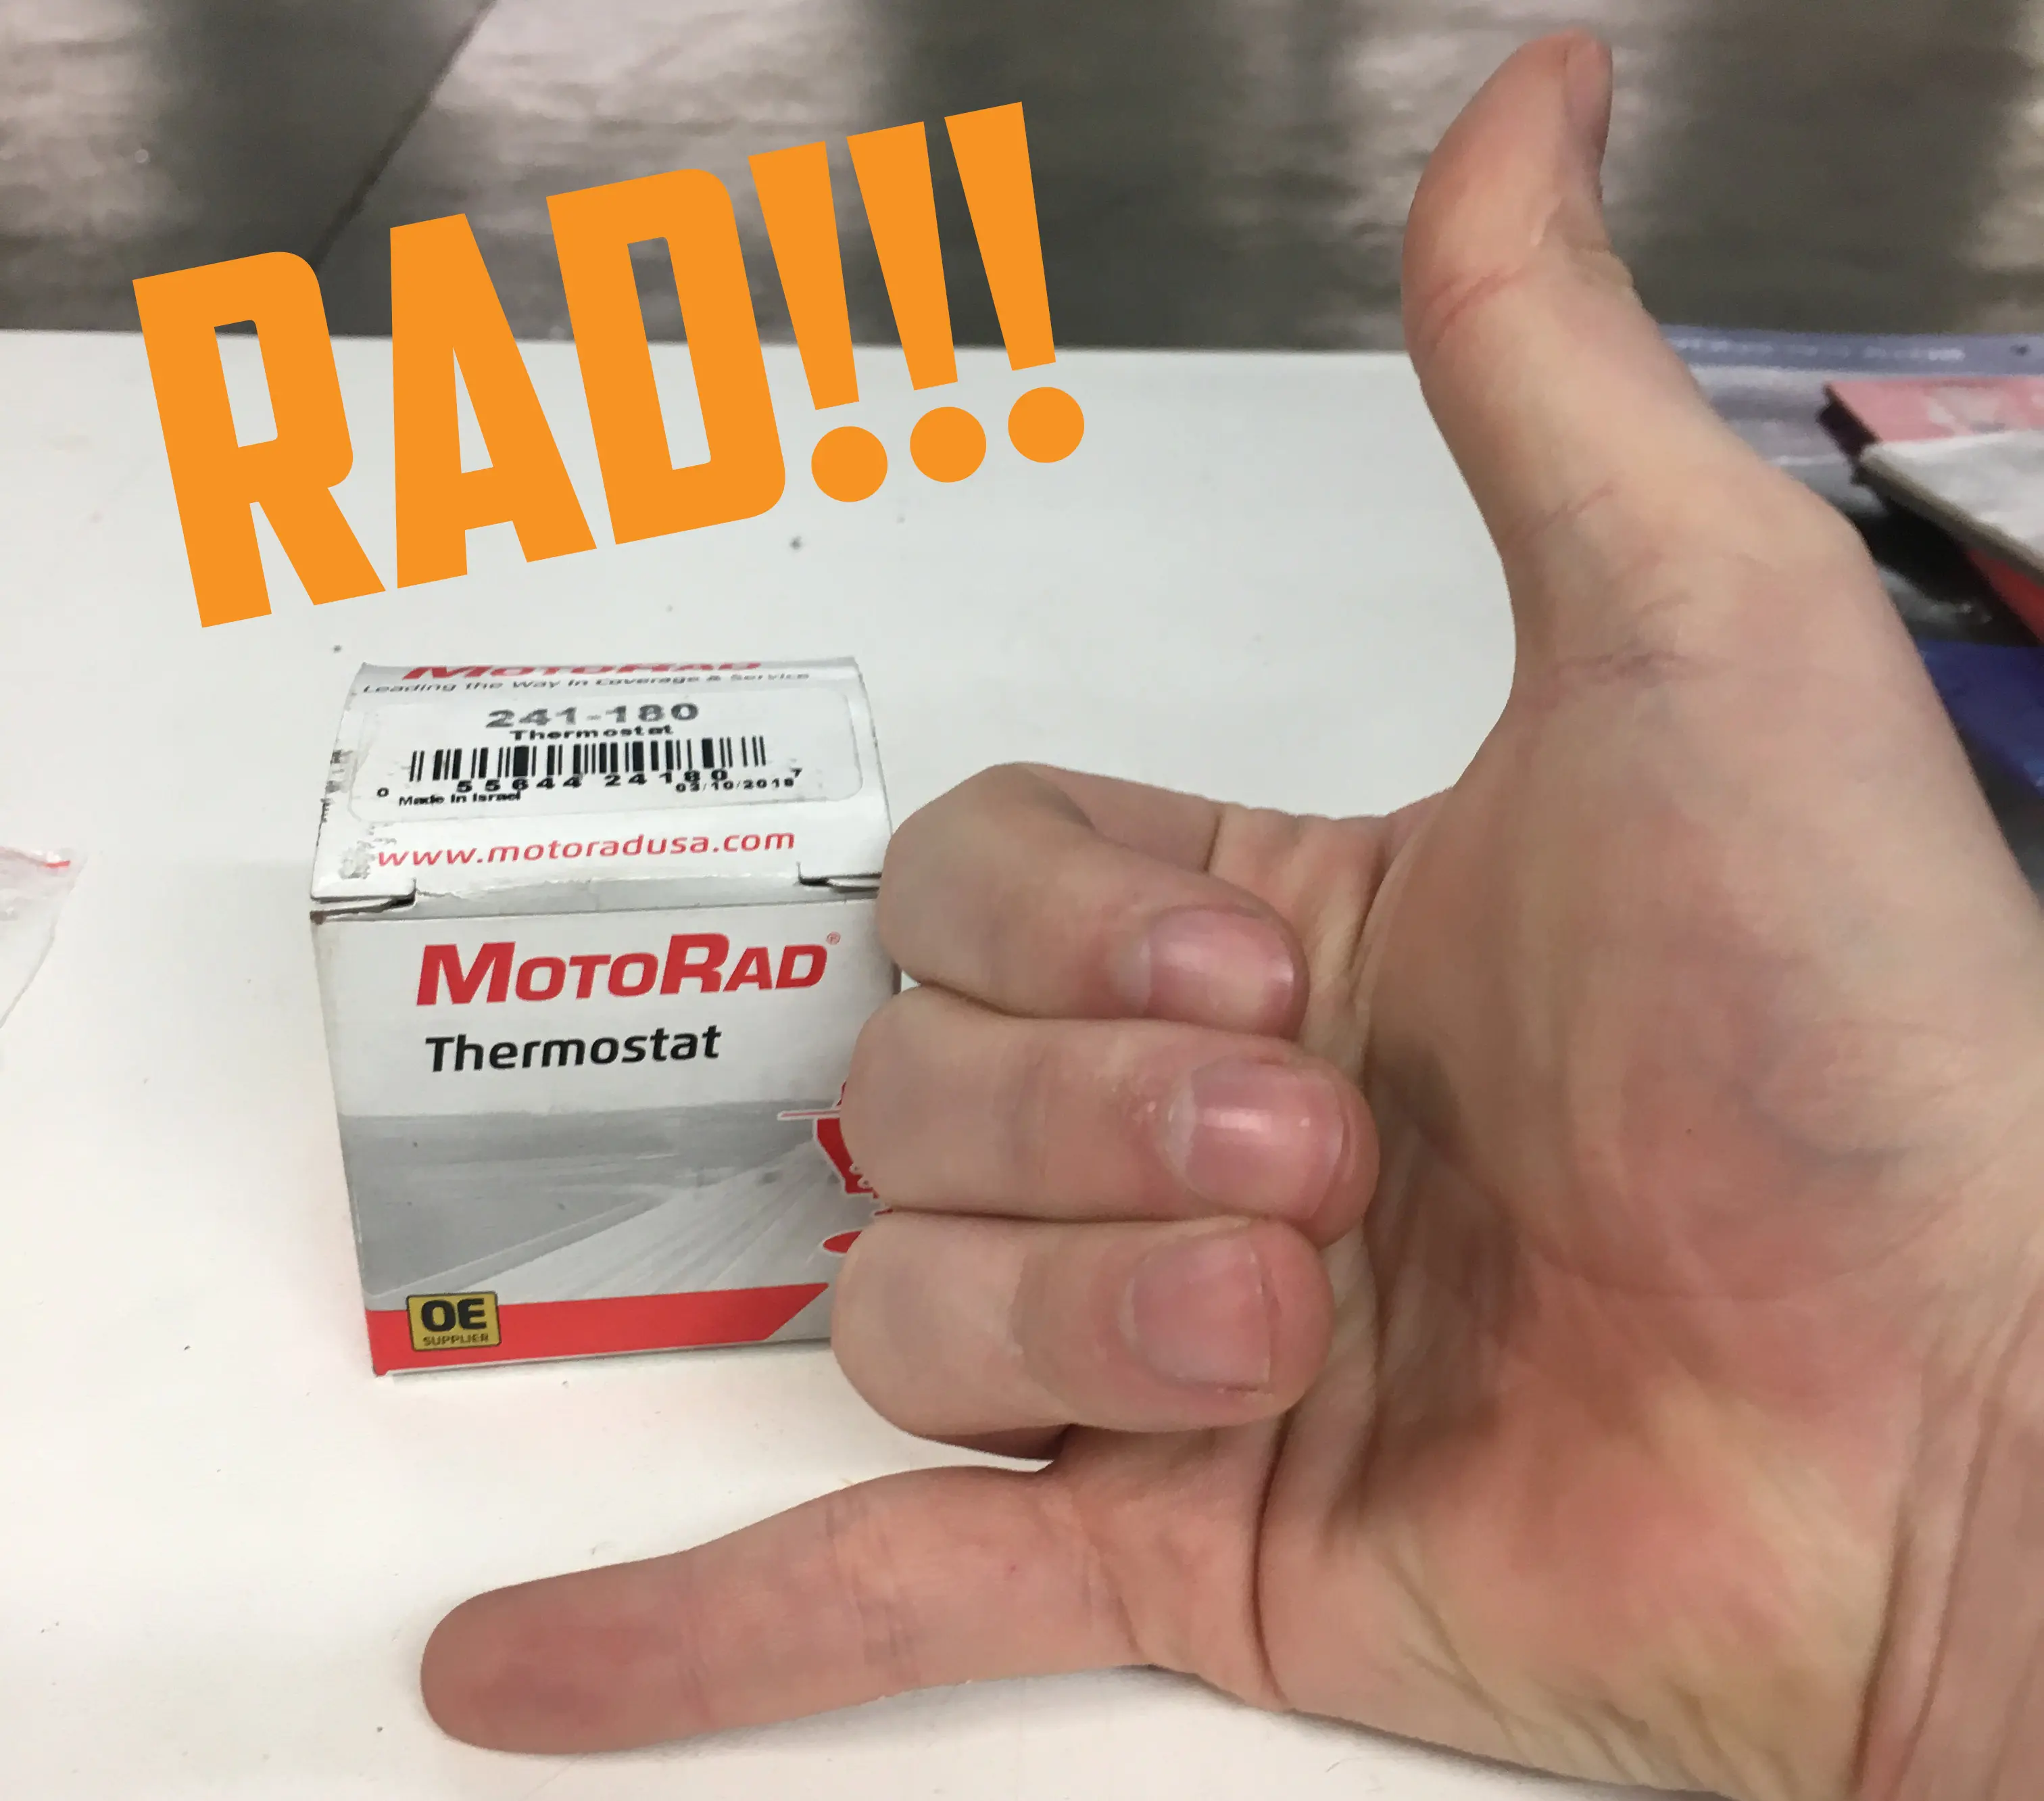 RAD!!!
MOTORAD
Leading the Way in Coverage & Service
241-180
Thermostat
0 55644 24180 7
Made In Israel 03/10/2018
www.motoradusa.com
MOTORAD®
Thermostat
OE
SUPPLIER